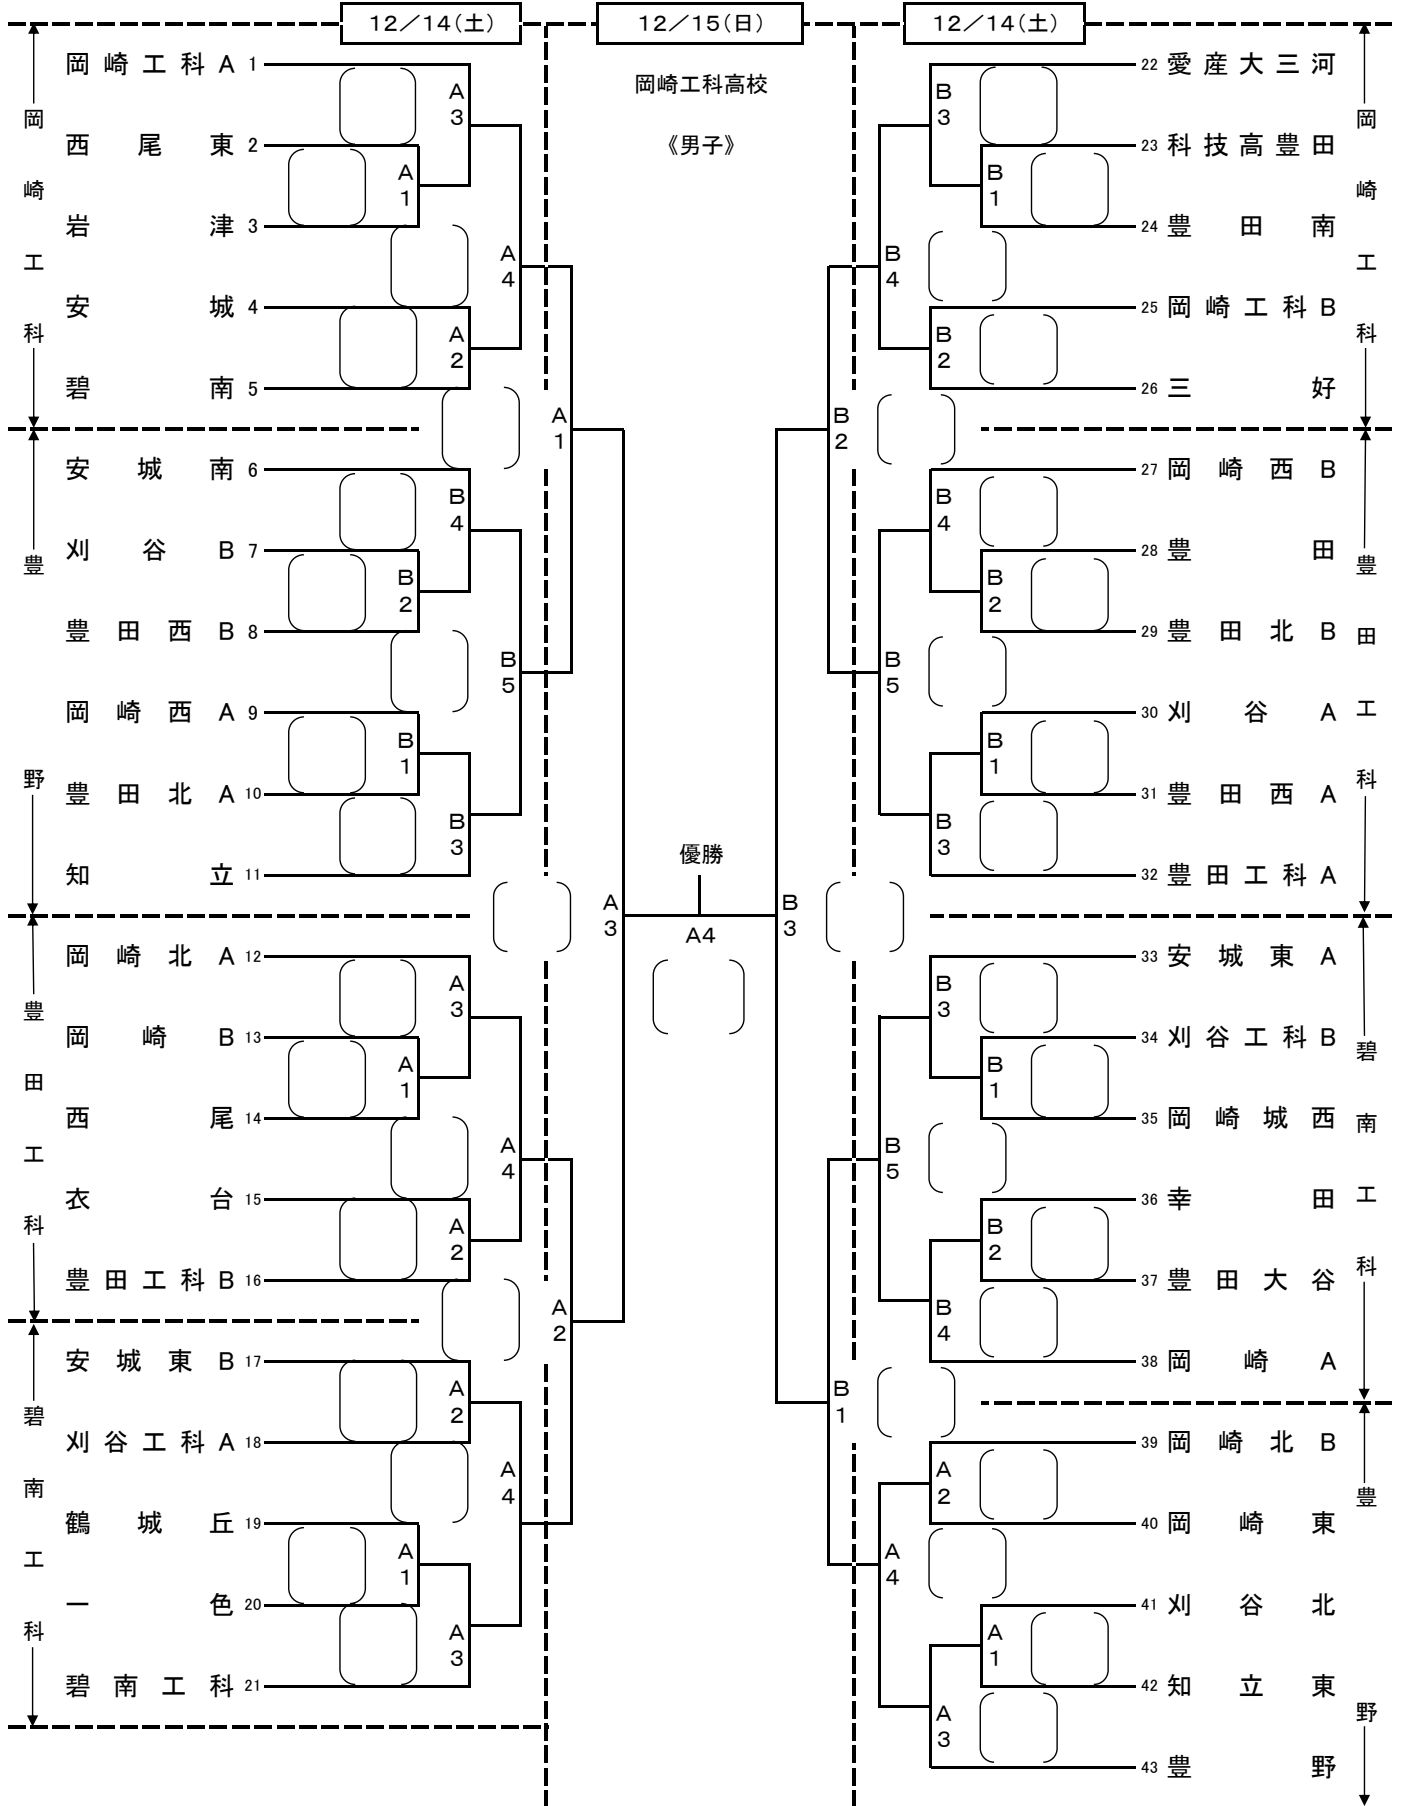 12／14(土)
12／15(日)
12／14(土)
岡崎工科高校
《男子》
岡崎工科
岡崎工科A 1
西尾東 2
岩津 3
安城 4
碧南 5
A3
A1
A4
A2
A1
豊野
安城南 6
刈谷B 7
豊田西B 8
岡崎西A 9
豊田北A 10
知立 11
B4
B2
B5
B1
B3
A3
豊田工科
岡崎北A 12
岡崎B 13
西尾 14
衣台 15
豊田工科B 16
A3
A1
A4
A2
A2
碧南工科
安城東B 17
刈谷工科A 18
鶴城丘 19
一色 20
碧南工科 21
A2
A4
A1
A3
優勝
A4
岡崎工科
22 愛産大三河
23 科技高豊田
24 豊田南
25 岡崎工科B
26 三好
B3
B1
B4
B2
B2
豊田工科
27 岡崎西B
28 豊田
29 豊田北B
30 刈谷A
31 豊田西A
32 豊田工科A
B4
B2
B5
B1
B3
B3
碧南工科
33 安城東A
34 刈谷工科B
35 岡崎城西
36 幸田
37 豊田大谷
38 岡崎A
B3
B1
B5
B2
B4
B1
豊野
39 岡崎北B
40 岡崎東
41 刈谷北
42 知立東
43 豊野
A2
A4
A1
A3